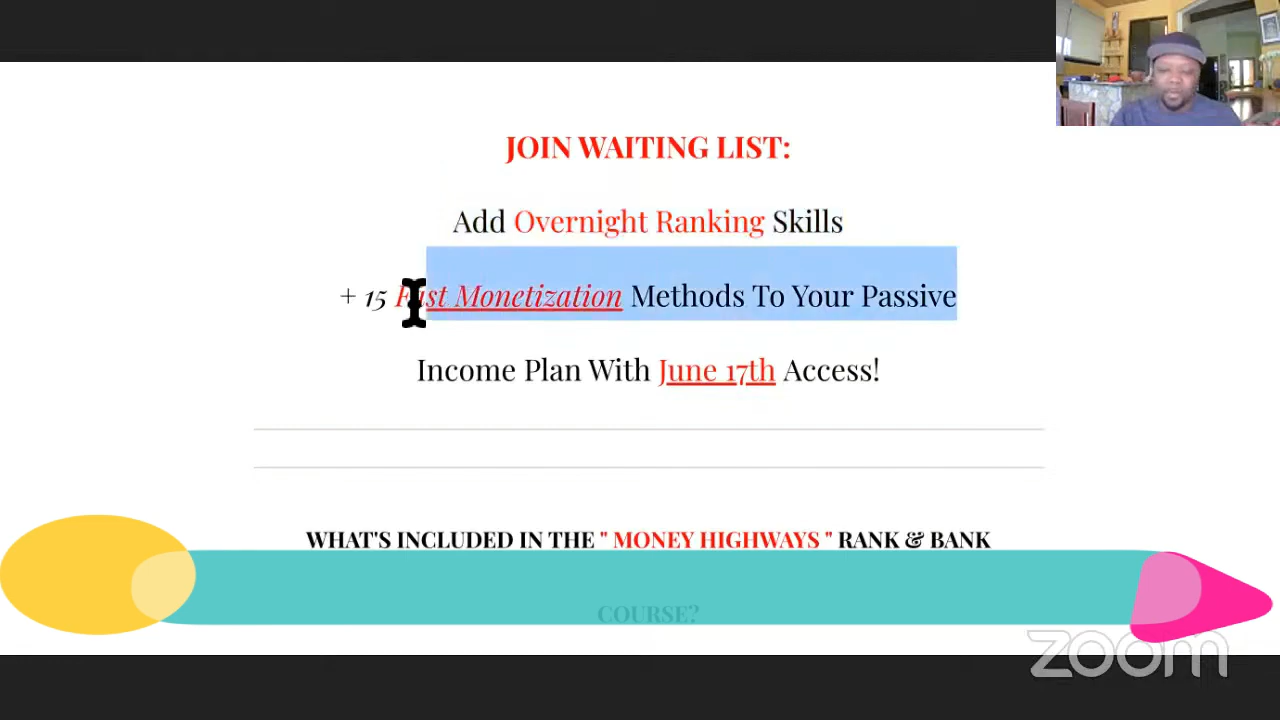 JOIN WAITING LIST:
Add Overnight Ranking Skills
+ 15 Fast Monetization Methods To Your Passive
Income Plan With June 17th Access!
WHAT'S INCLUDED IN THE " MONEY HIGHWAYS " RANK & BANK
COURSE?
zoom